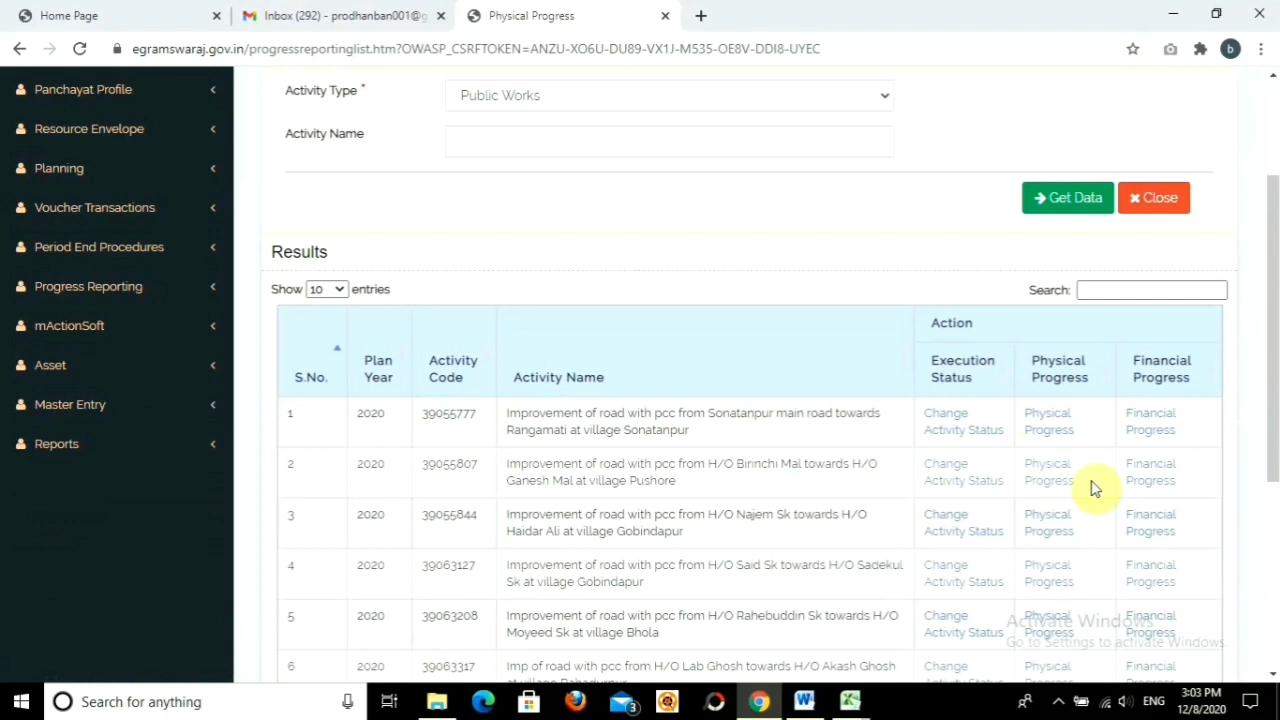 Home Page
Inbox (292) - prodhanban001@g
Physical Progress
egramswaraj.gov.in/progressreportinglist.htm?OWASP_CSRFTOKEN=ANZU-XO6U-DU89-VX1J-M535-OE8V-DDI8-UYEC
b
Panchayat Profile
Resource Envelope
Planning
Voucher Transactions
Period End Procedures
Progress Reporting
mActionSoft
Asset
Master Entry
Reports
Activity Type *
Public Works
Activity Name
Get Data
Close
Results
Show 10 entries
Search:
Action
S.No.
Plan Year
Activity Code
Activity Name
Execution Status
Physical Progress
Financial Progress
1 2020 39055777 Improvement of road with pcc from Sonatanpur main road towards Change Physical Financial
Rangamati at village Sonatanpur Activity Status Progress Progress
2 2020 39055807 Improvement of road with pcc from H/O Birinchi Mal towards H/O Change Physical Financial
Ganesh Mal at village Pushore Activity Status Progress Progress
3 2020 39055844 Improvement of road with pcc from H/O Najem Sk towards H/O Change Physical Financial
Haidar Ali at village Gobindapur Activity Status Progress Progress
4 2020 39063127 Improvement of road with pcc from H/O Said Sk towards H/O Sadekul Change Physical Financial
Sk at village Gobindapur Activity Status Progress Progress
5 2020 39063208 Improvement of road with pcc from H/O Rahebuddin Sk towards H/O Change Physical Financial
Moyeed Sk at village Bhola Activity Status Progress Progress
6 2020 39063317 Imp of road with pcc from H/O Lab Ghosh towards H/O Akash Ghosh Change Physical Financial
at village Bahadurpur
Activate Windows
Go to Settings to activate Windows.
Search for anything
3
ENG
3:03 PM
12/8/2020